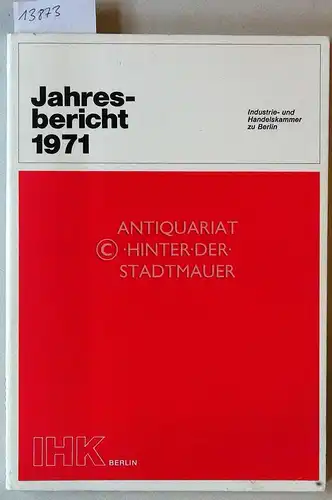 13873
Jahres-
bericht
1971
Industrie- und
Handelskammer
zu Berlin
ANTIQUARIAT
© ·HINTER·DER·
STADTMAUER
IHK BERLIN